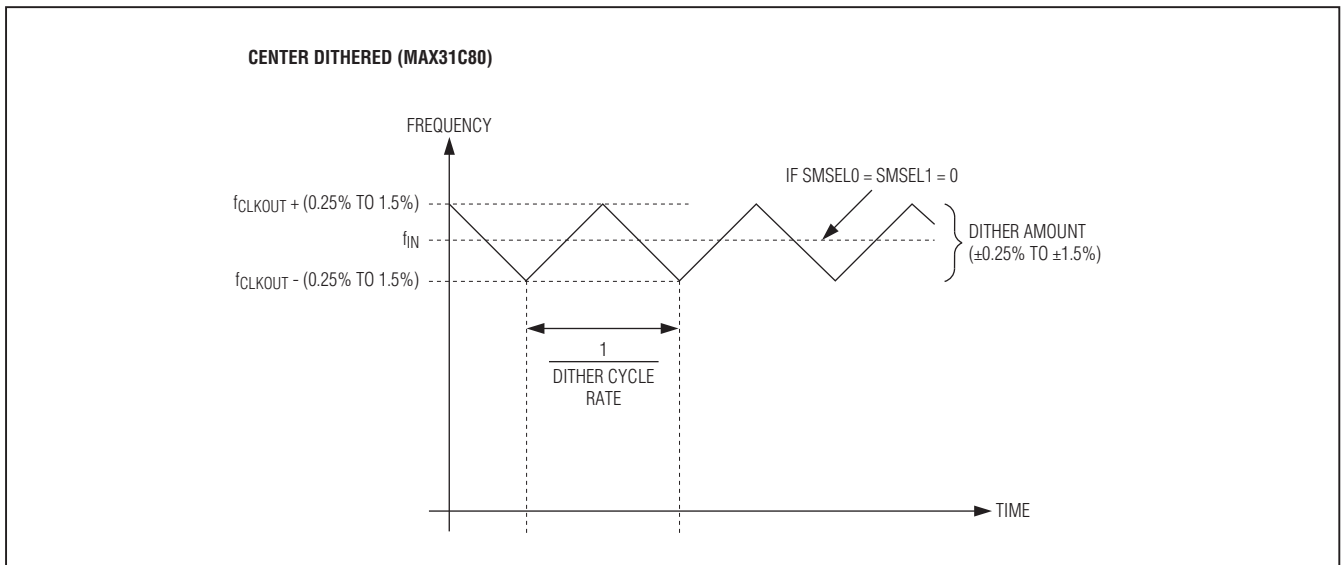 CENTER DITHERED (MAX31C80)
FREQUENCY
IF SMSEL0 = SMSEL1 = 0
fCLKOUT + (0.25% TO 1.5%)
fIN
fCLKOUT - (0.25% TO 1.5%)
DITHER AMOUNT
(±0.25% TO ±1.5%)
1
DITHER CYCLE
RATE
TIME